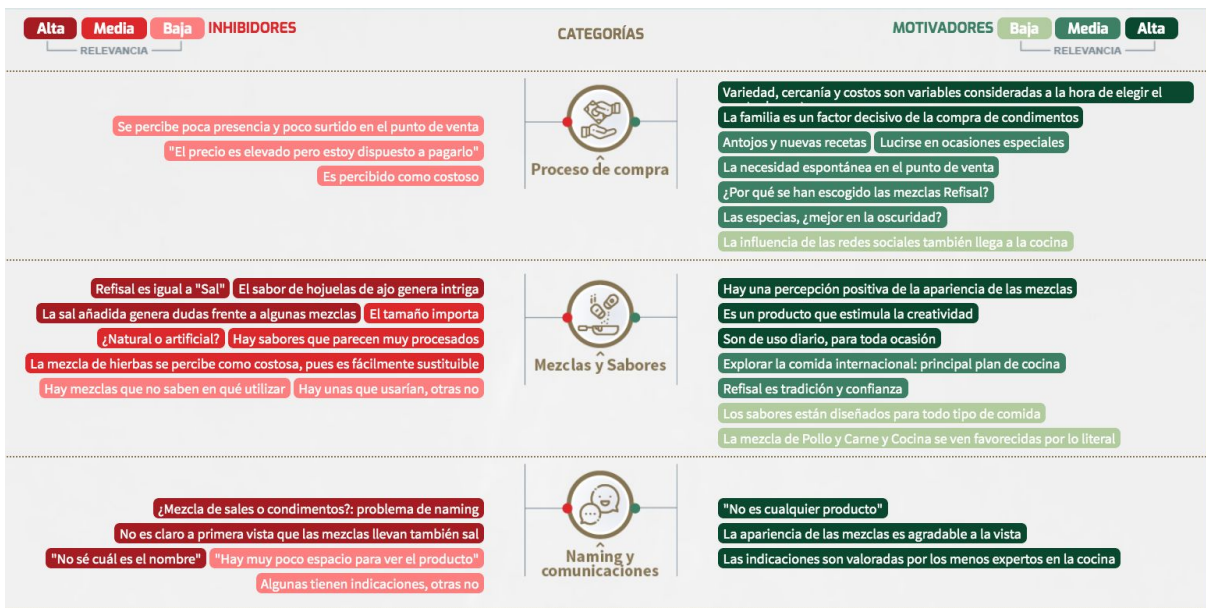 Alta Media Baja INHIBIDORES
RELEVANCIA
CATEGORÍAS
MOTIVADORES Baja Media Alta
RELEVANCIA
Se percibe poca presencia y poco surtido en el punto de venta
"El precio es elevado pero estoy dispuesto a pagarlo"
Es percibido como costoso
Proceso de compra
Variedad, cercanía y costos son variables consideradas a la hora de elegir el
La familia es un factor decisivo de la compra de condimentos
Antojos y nuevas recetas Lucirse en ocasiones especiales
La necesidad espontánea en el punto de venta
¿Por qué se han escogido las mezclas Refisal?
Las especias, ¿mejor en la oscuridad?
La influencia de las redes sociales también llega a la cocina
Refisal es igual a "Sal" El sabor de hojuelas de ajo genera intriga
La sal añadida genera dudas frente a algunas mezclas El tamaño importa
¿Natural o artificial? Hay sabores que parecen muy procesados
La mezcla de hierbas se percibe como costosa, pues es fácilmente sustituible
Hay mezclas que no saben en qué utilizar Hay unas que usarían, otras no
Mezclas y Sabores
Hay una percepción positiva de la apariencia de las mezclas
Es un producto que estimula la creatividad
Son de uso diario, para toda ocasión
Explorar la comida internacional: principal plan de cocina
Refisal es tradición y confianza
Los sabores están diseñados para todo tipo de comida
La mezcla de Pollo y Carne y Cocina se ven favorecidas por lo literal
¿Mezcla de sales o condimentos?: problema de naming
No es claro a primera vista que las mezclas llevan también sal
"No sé cuál es el nombre" "Hay muy poco espacio para ver el producto"
Algunas tienen indicaciones, otras no
Naming y
comunicaciones
"No es cualquier producto"
La apariencia de las mezclas es agradable a la vista
Las indicaciones son valoradas por los menos expertos en la cocina